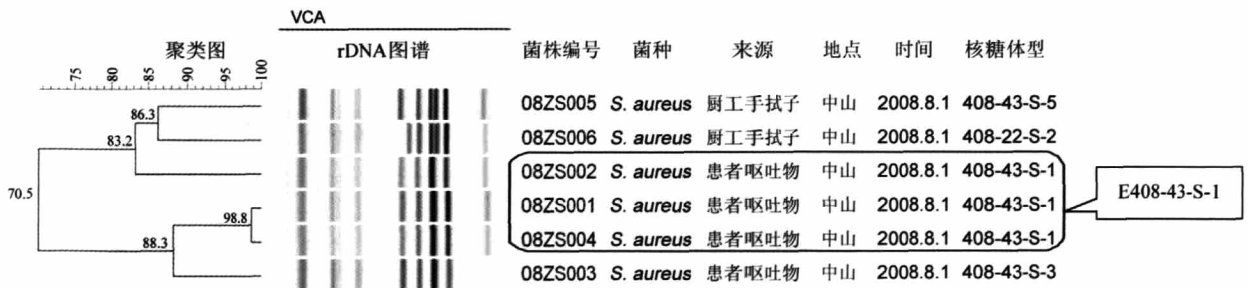 VCA
聚类图 rDNA图谱 菌株编号 菌种 来源 地点 时间 核糖体型
75 80 85 90 95 100
86.3 08ZS005 S. aureus 厨工手拭子 中山 2008.8.1 408-43-S-5
83.2 08ZS006 S. aureus 厨工手拭子 中山 2008.8.1 408-22-S-2
08ZS002 S. aureus 患者呕吐物 中山 2008.8.1 408-43-S-1
70.5 08ZS001 S. aureus 患者呕吐物 中山 2008.8.1 408-43-S-1 E408-43-S-1
98.8
88.3 08ZS004 S. aureus 患者呕吐物 中山 2008.8.1 408-43-S-1
08ZS003 S. aureus 患者呕吐物 中山 2008.8.1 408-43-S-3